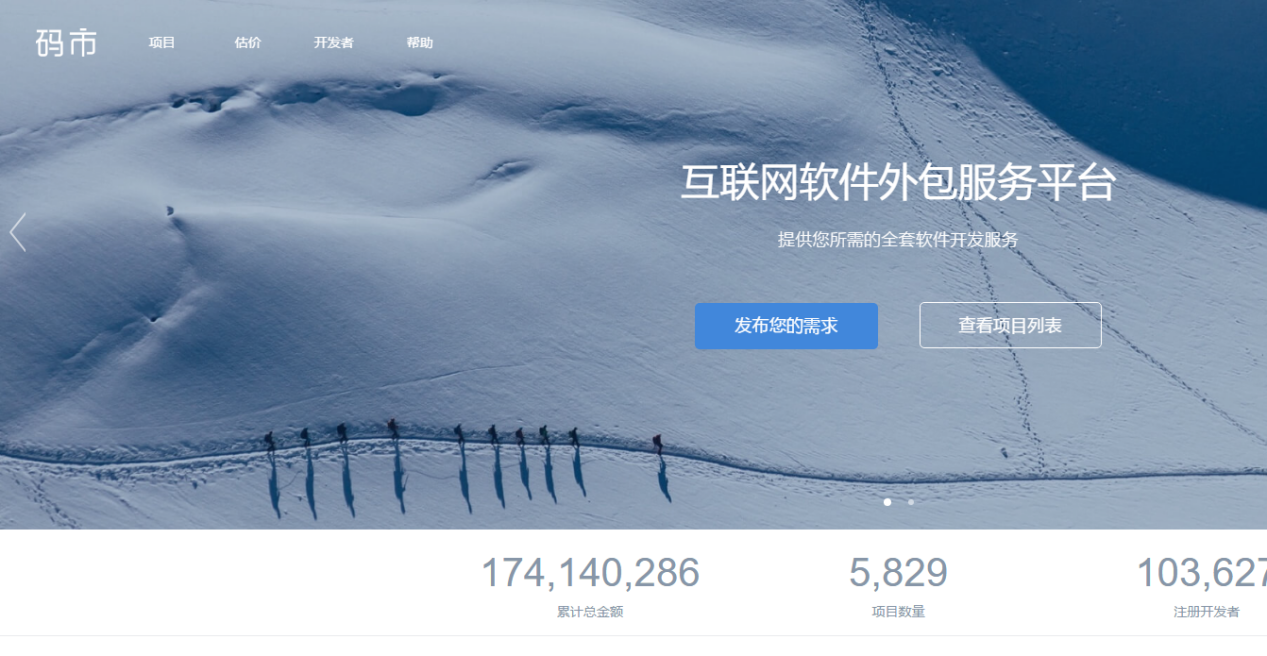 码市 项目 估价 开发者 帮助
互联网软件外包服务平台
提供您所需的全套软件开发服务
发布您的需求 查看项目列表
174,140,286 5,829 103,627
累计总金额 项目数量 注册开发者